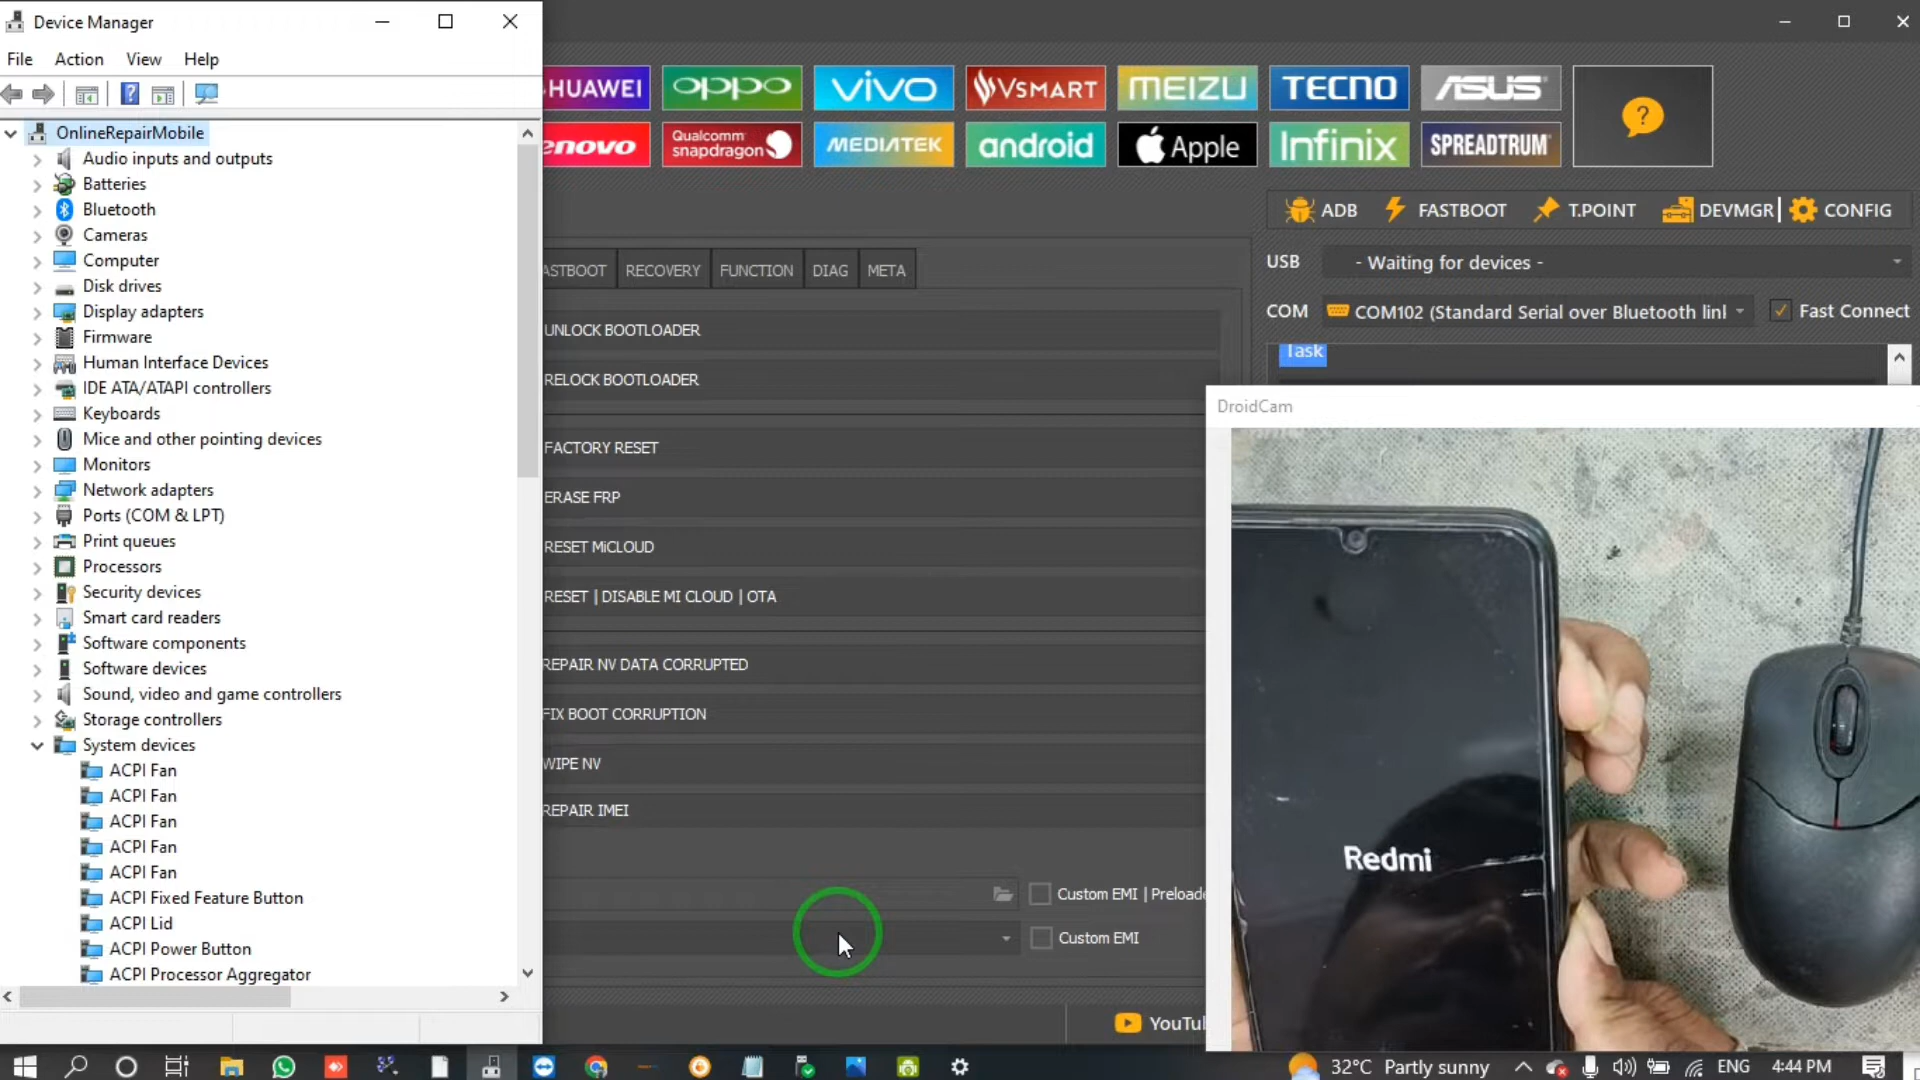 Device Manager
File Action View Help
OnlineRepairMobile
Audio inputs and outputs
Batteries
Bluetooth
Cameras
Computer
Disk drives
Display adapters
Firmware
Human Interface Devices
IDE ATA/ATAPI controllers
Keyboards
Mice and other pointing devices
Monitors
Network adapters
Ports (COM & LPT)
Print queues
Processors
Security devices
Smart card readers
Software components
Software devices
Sound, video and game controllers
Storage controllers
System devices
ACPI Fan
ACPI Fan
ACPI Fan
ACPI Fan
ACPI Fan
ACPI Fixed Feature Button
ACPI Lid
ACPI Power Button
ACPI Processor Aggregator
HUAWEI oppo vivo VSMART MEIZU TECNO ASUS
enovo Qualcomm snapdragon MEDIATEK android Apple Infinix SPREADTRUM
?
ADB FASTBOOT T.POINT DEVMGR CONFIG
USB - Waiting for devices -
COM COM102 (Standard Serial over Bluetooth linl Fast Connect
Task
ASTBOOT RECOVERY FUNCTION DIAG META
UNLOCK BOOTLOADER
RELOCK BOOTLOADER
FACTORY RESET
ERASE FRP
RESET MiCLOUD
RESET | DISABLE MI CLOUD | OTA
REPAIR NV DATA CORRUPTED
FIX BOOT CORRUPTION
WIPE NV
REPAIR IMEI
Custom EMI | Preloade
Custom EMI
YouTu
DroidCam
Redmi
32°C Partly sunny ENG 4:44 PM